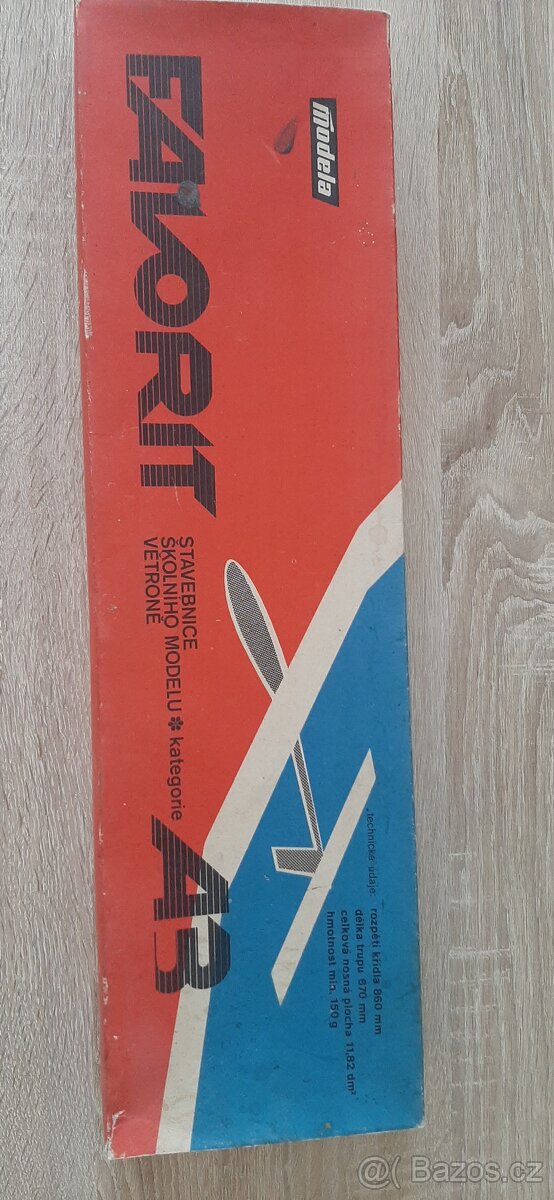 modela
FAVORIT
STAVEBNICE
ŠKOLNÍHO MODELU ✽ kategorie A3
VĚTRONĚ
technické údaje: rozpětí křídla 860 mm
délka trupu 670 mm
celková nosná plocha 11,82 dm²
hmotnost min. 150 g
Bazoš.cz